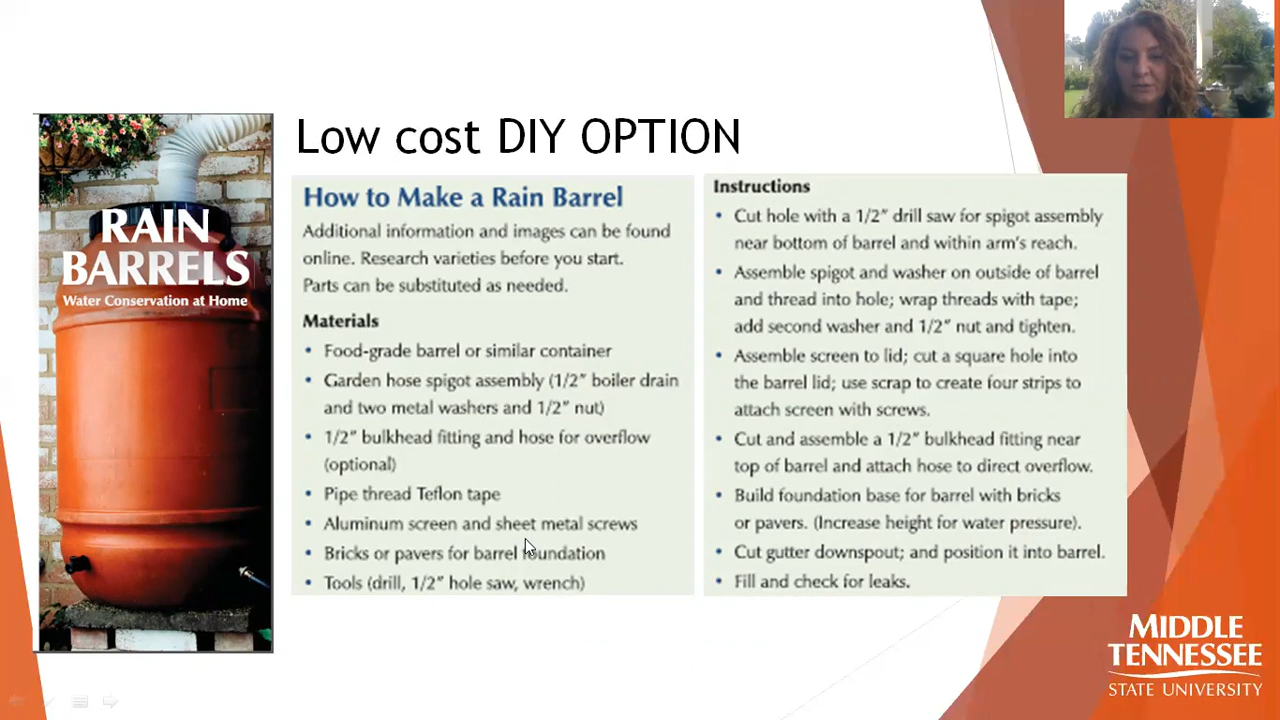 Low cost DIY OPTION
RAIN
BARRELS
Water Conservation at Home
How to Make a Rain Barrel
Additional information and images can be found
online. Research varieties before you start.
Parts can be substituted as needed.
Materials
• Food-grade barrel or similar container
• Garden hose spigot assembly (1/2″ boiler drain
and two metal washers and 1/2″ nut)
• 1/2″ bulkhead fitting and hose for overflow
(optional)
• Pipe thread Teflon tape
• Aluminum screen and sheet metal screws
• Bricks or pavers for barrel foundation
• Tools (drill, 1/2″ hole saw, wrench)
Instructions
• Cut hole with a 1/2″ drill saw for spigot assembly
near bottom of barrel and within arm's reach.
• Assemble spigot and washer on outside of barrel
and thread into hole; wrap threads with tape;
add second washer and 1/2″ nut and tighten.
• Assemble screen to lid; cut a square hole into
the barrel lid; use scrap to create four strips to
attach screen with screws.
• Cut and assemble a 1/2″ bulkhead fitting near
top of barrel and attach hose to direct overflow.
• Build foundation base for barrel with bricks
or pavers. (Increase height for water pressure).
• Cut gutter downspout; and position it into barrel.
• Fill and check for leaks.
MIDDLE
TENNESSEE
STATE UNIVERSITY